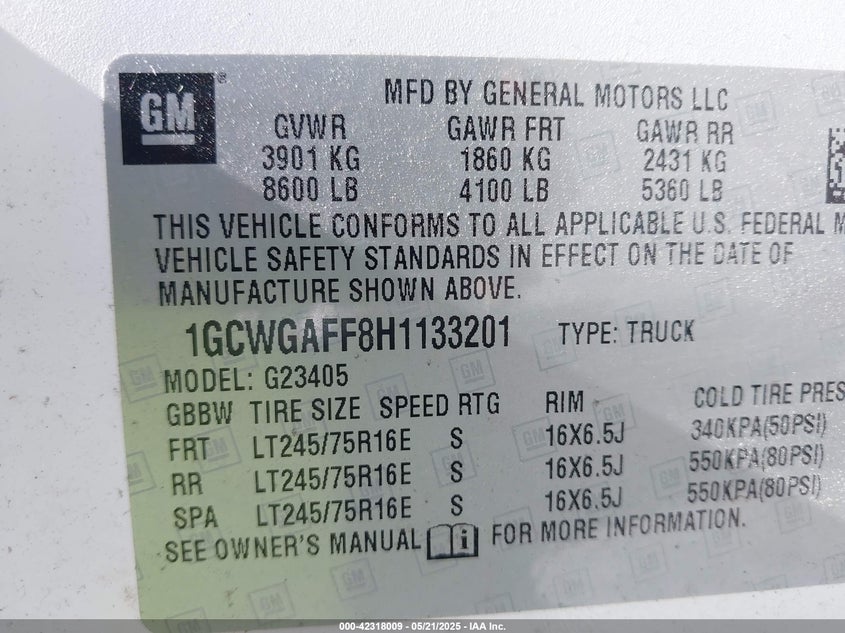 GM®
MFD BY GENERAL MOTORS LLC
GVWR GAWR FRT GAWR RR
3901 KG 1860 KG 2431 KG
8600 LB 4100 LB 5360 LB
THIS VEHICLE CONFORMS TO ALL APPLICABLE U.S. FEDERAL M
VEHICLE SAFETY STANDARDS IN EFFECT ON THE DATE OF
MANUFACTURE SHOWN ABOVE.
1GCWGAFF8H1133201 TYPE: TRUCK
MODEL: G23405
GBBW TIRE SIZE SPEED RTG RIM COLD TIRE PRES
FRT LT245/75R16E S 16X6.5J 340KPA(50PSI)
RR LT245/75R16E S 16X6.5J 550KPA(80PSI)
SPA LT245/75R16E S 16X6.5J 550KPA(80PSI)
SEE OWNER'S MANUAL i FOR MORE INFORMATION.
000-42318009 - 05/21/2025 - IAA Inc.